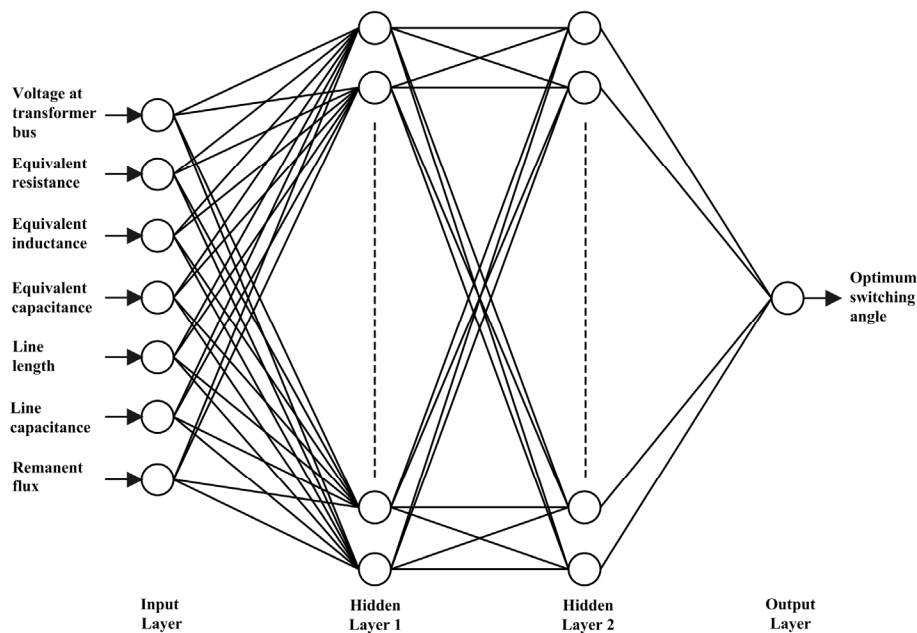 Voltage at
transformer
bus
Equivalent
resistance
Equivalent
inductance
Equivalent
capacitance
Line
length
Line
capacitance
Remanent
flux
Optimum
switching
angle
Input
Layer
Hidden
Layer 1
Hidden
Layer 2
Output
Layer